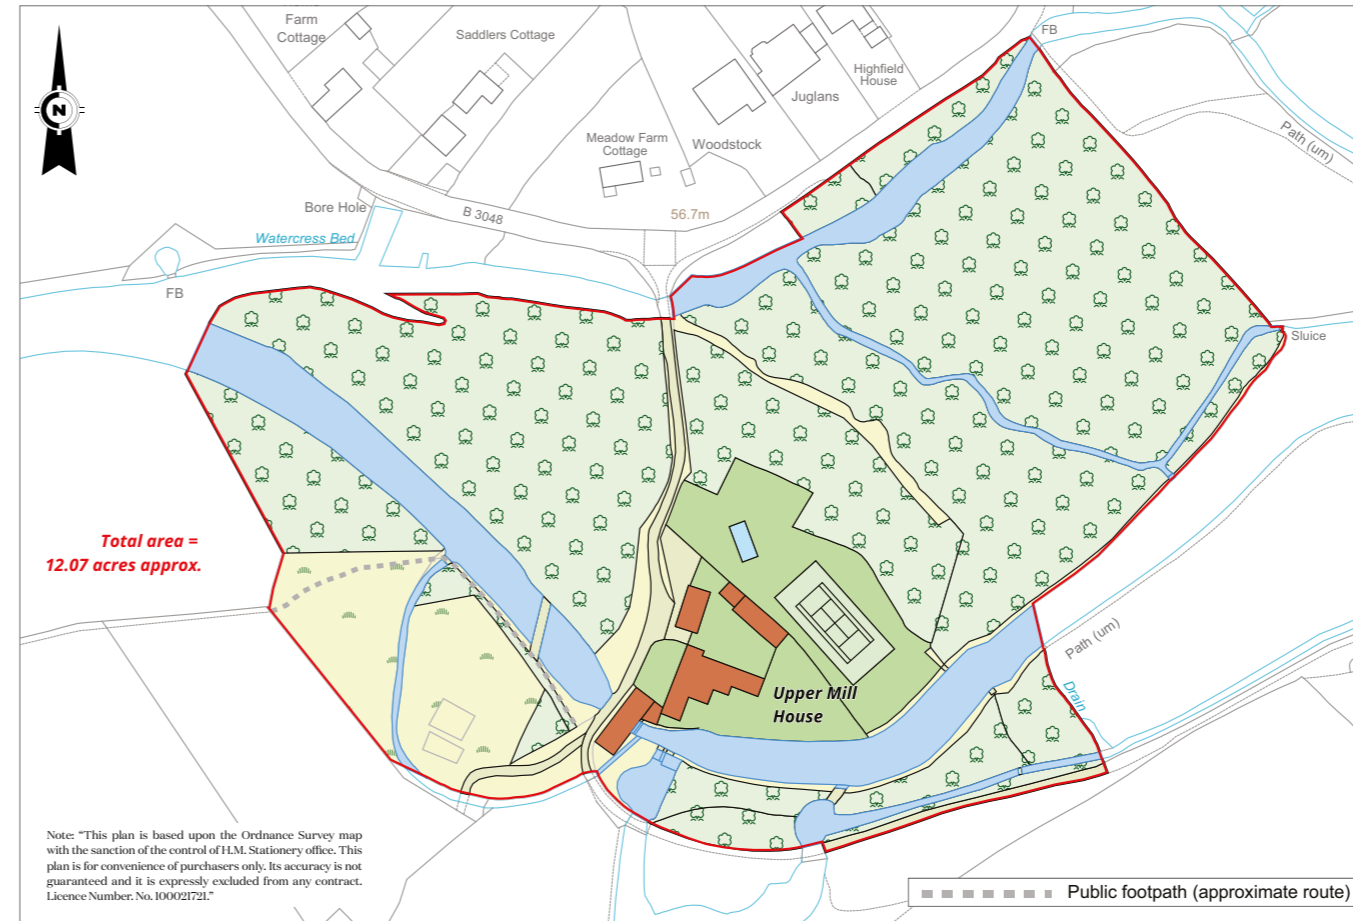 Farm
Cottage
Saddlers Cottage
FB
Highfield
House
Juglans
Path (um)
Meadow Farm
Cottage
Woodstock
N
Bore Hole
B 3048
56.7m
Watercress Bed
FB
Sluice
Total area =
12.07 acres approx.
Path (um)
Upper Mill
House
Drain
Note: “This plan is based upon the Ordnance Survey map
with the sanction of the control of H.M. Stationery office. This
plan is for convenience of purchasers only. Its accuracy is not
guaranteed and it is expressly excluded from any contract.
Licence Number. No. 100021721.”
Public footpath (approximate route)